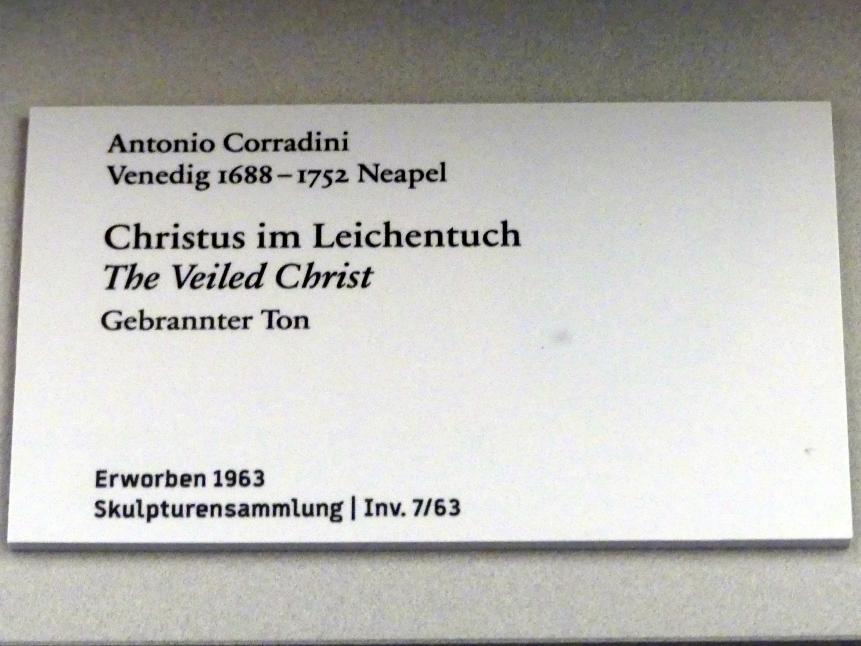 Antonio Corradini
Venedig 1688–1752 Neapel
Christus im Leichentuch
The Veiled Christ
Gebrannter Ton
Erworben 1963
Skulpturensammlung | Inv. 7/63